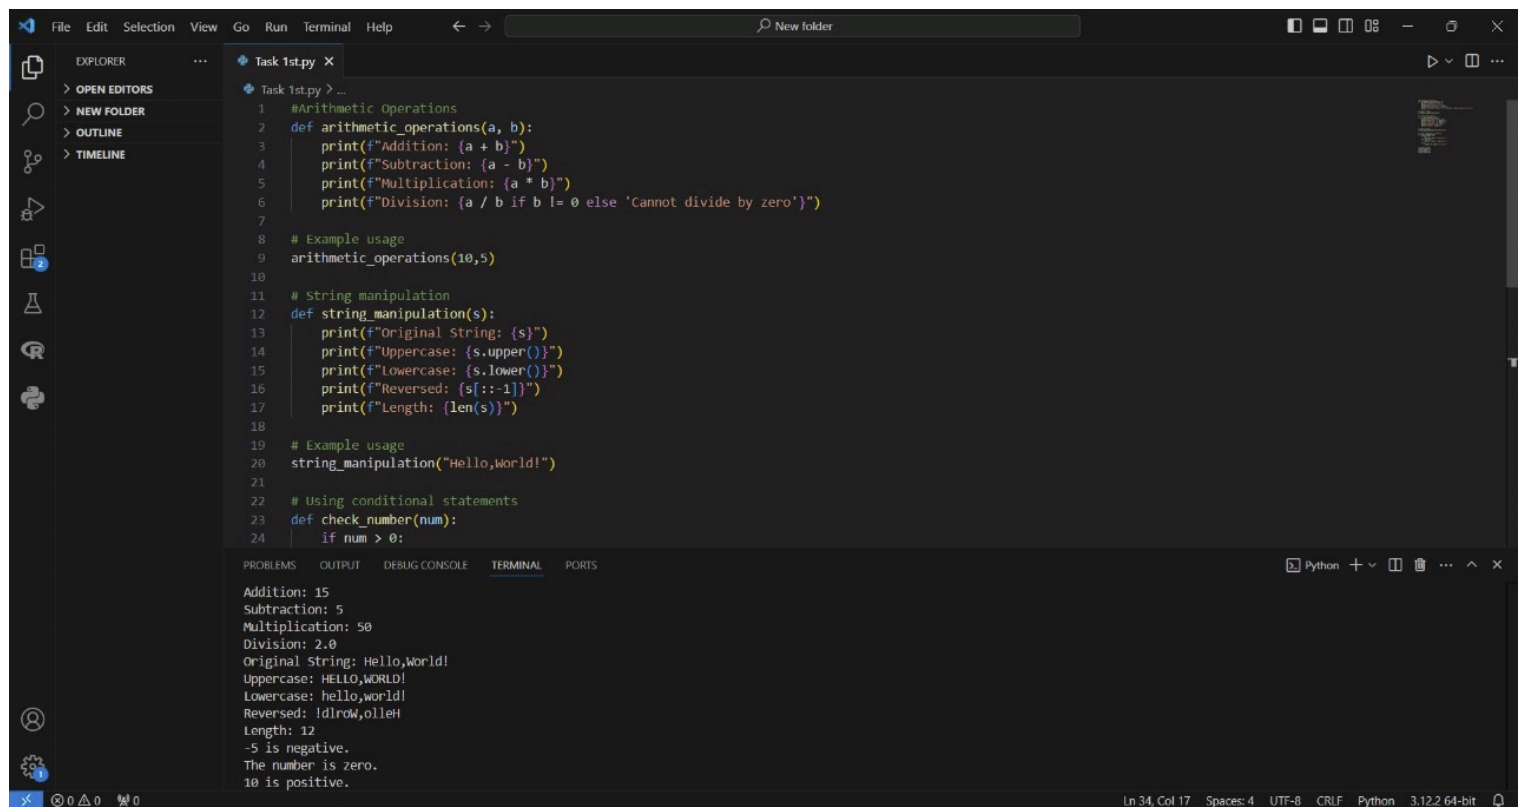 File Edit Selection View Go Run Terminal Help New folder
EXPLORER
OPEN EDITORS
NEW FOLDER
OUTLINE
TIMELINE
2
1
Task 1st.py
Task 1st.py > ...
1 #Arithmetic Operations
2 def arithmetic_operations(a, b):
3     print(f"Addition: {a + b}")
4     print(f"Subtraction: {a - b}")
5     print(f"Multiplication: {a * b}")
6     print(f"Division: {a / b if b != 0 else 'Cannot divide by zero'}")
7
8 # Example usage
9 arithmetic_operations(10,5)
10
11 # String manipulation
12 def string_manipulation(s):
13     print(f"Original String: {s}")
14     print(f"Uppercase: {s.upper()}")
15     print(f"Lowercase: {s.lower()}")
16     print(f"Reversed: {s[::-1]}")
17     print(f"Length: {len(s)}")
18
19 # Example usage
20 string_manipulation("Hello,World!")
21
22 # Using conditional statements
23 def check_number(num):
24     if num > 0:
PROBLEMS OUTPUT DEBUG CONSOLE TERMINAL PORTS Python
Addition: 15
Subtraction: 5
Multiplication: 50
Division: 2.0
Original String: Hello,World!
Uppercase: HELLO,WORLD!
Lowercase: hello,world!
Reversed: !dlroW,olleH
Length: 12
-5 is negative.
The number is zero.
10 is positive.
0 0 0 Ln 34, Col 17 Spaces: 4 UTF-8 CRLF Python 3.12.2 64-bit